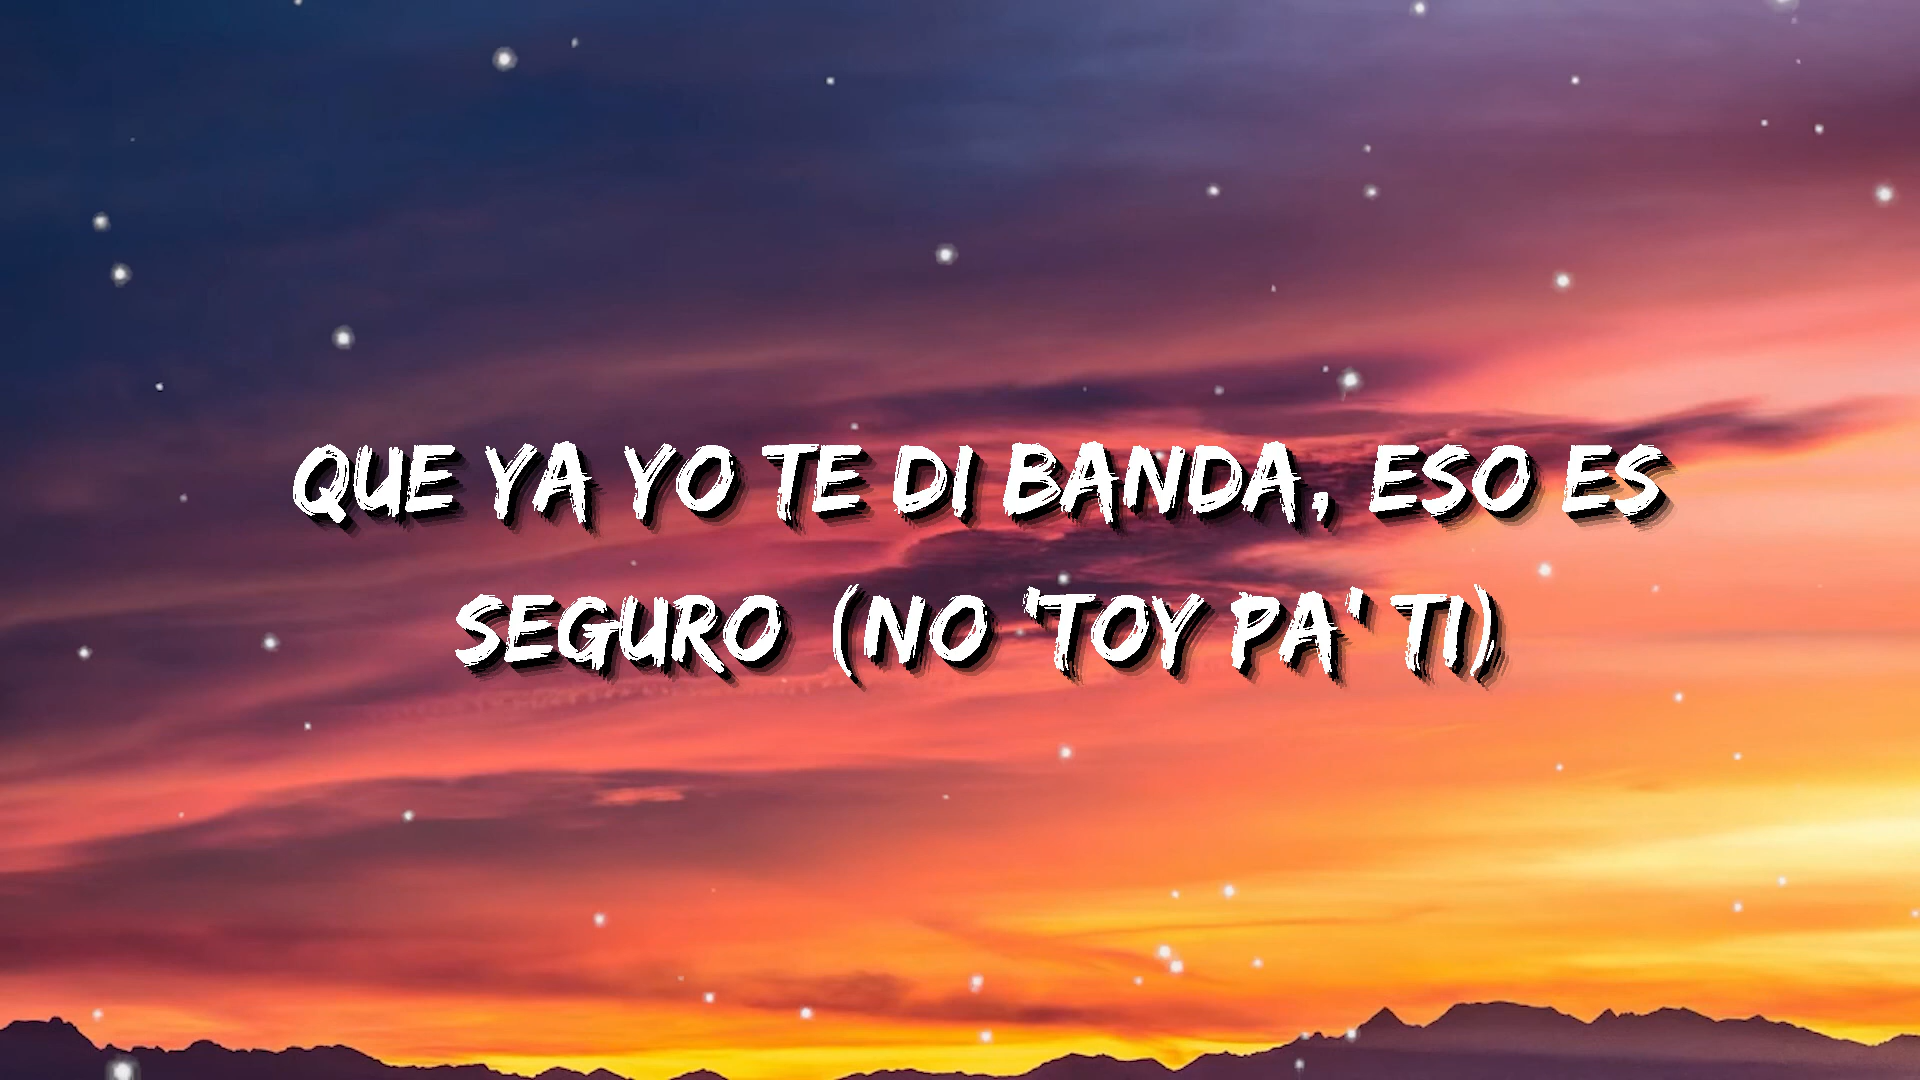 QUE YA YO TE DI BANDA, ESO ES
SEGURO (NO 'TOY PA' TI)